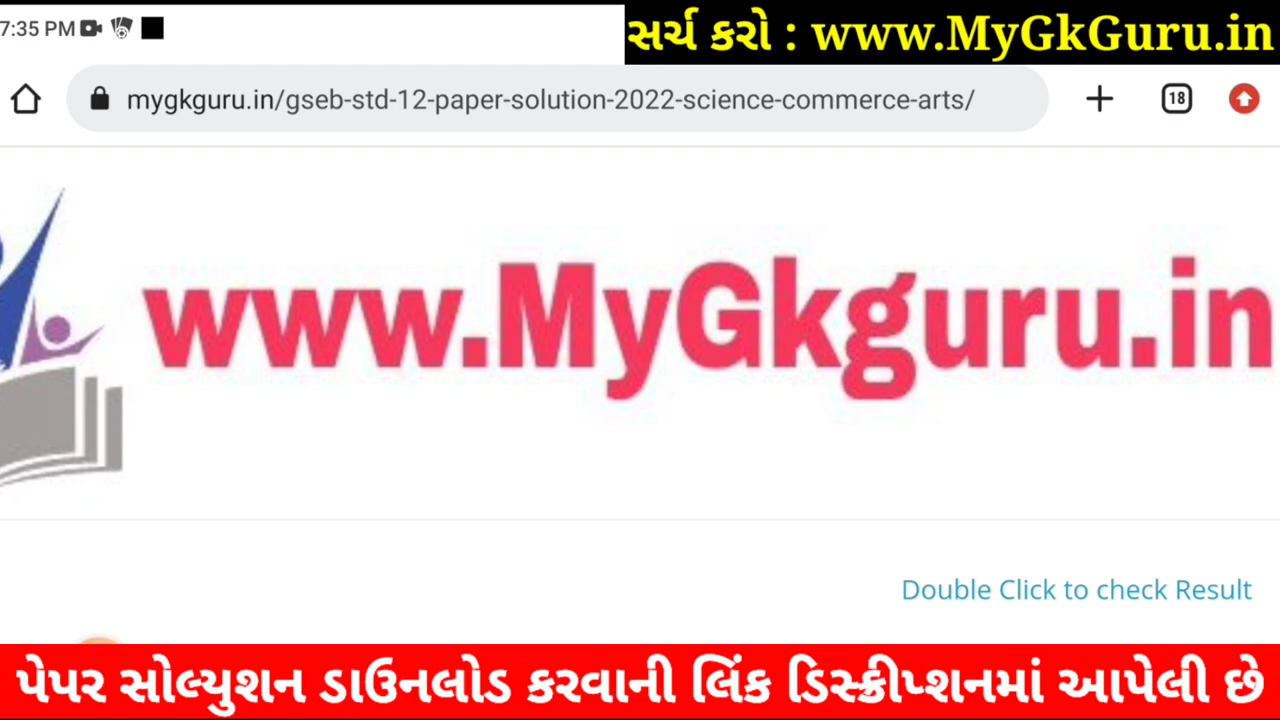 7:35 PM
સર્ચ કરો : www.MyGkGuru.in
mygkguru.in/gseb-std-12-paper-solution-2022-science-commerce-arts/
18
www.MyGkguru.in
Double Click to check Result
પેપર સોલ્યુશન ડાઉનલોડ કરવાની લિંક ડિસ્ક્રીપ્શનમાં આપેલી છે